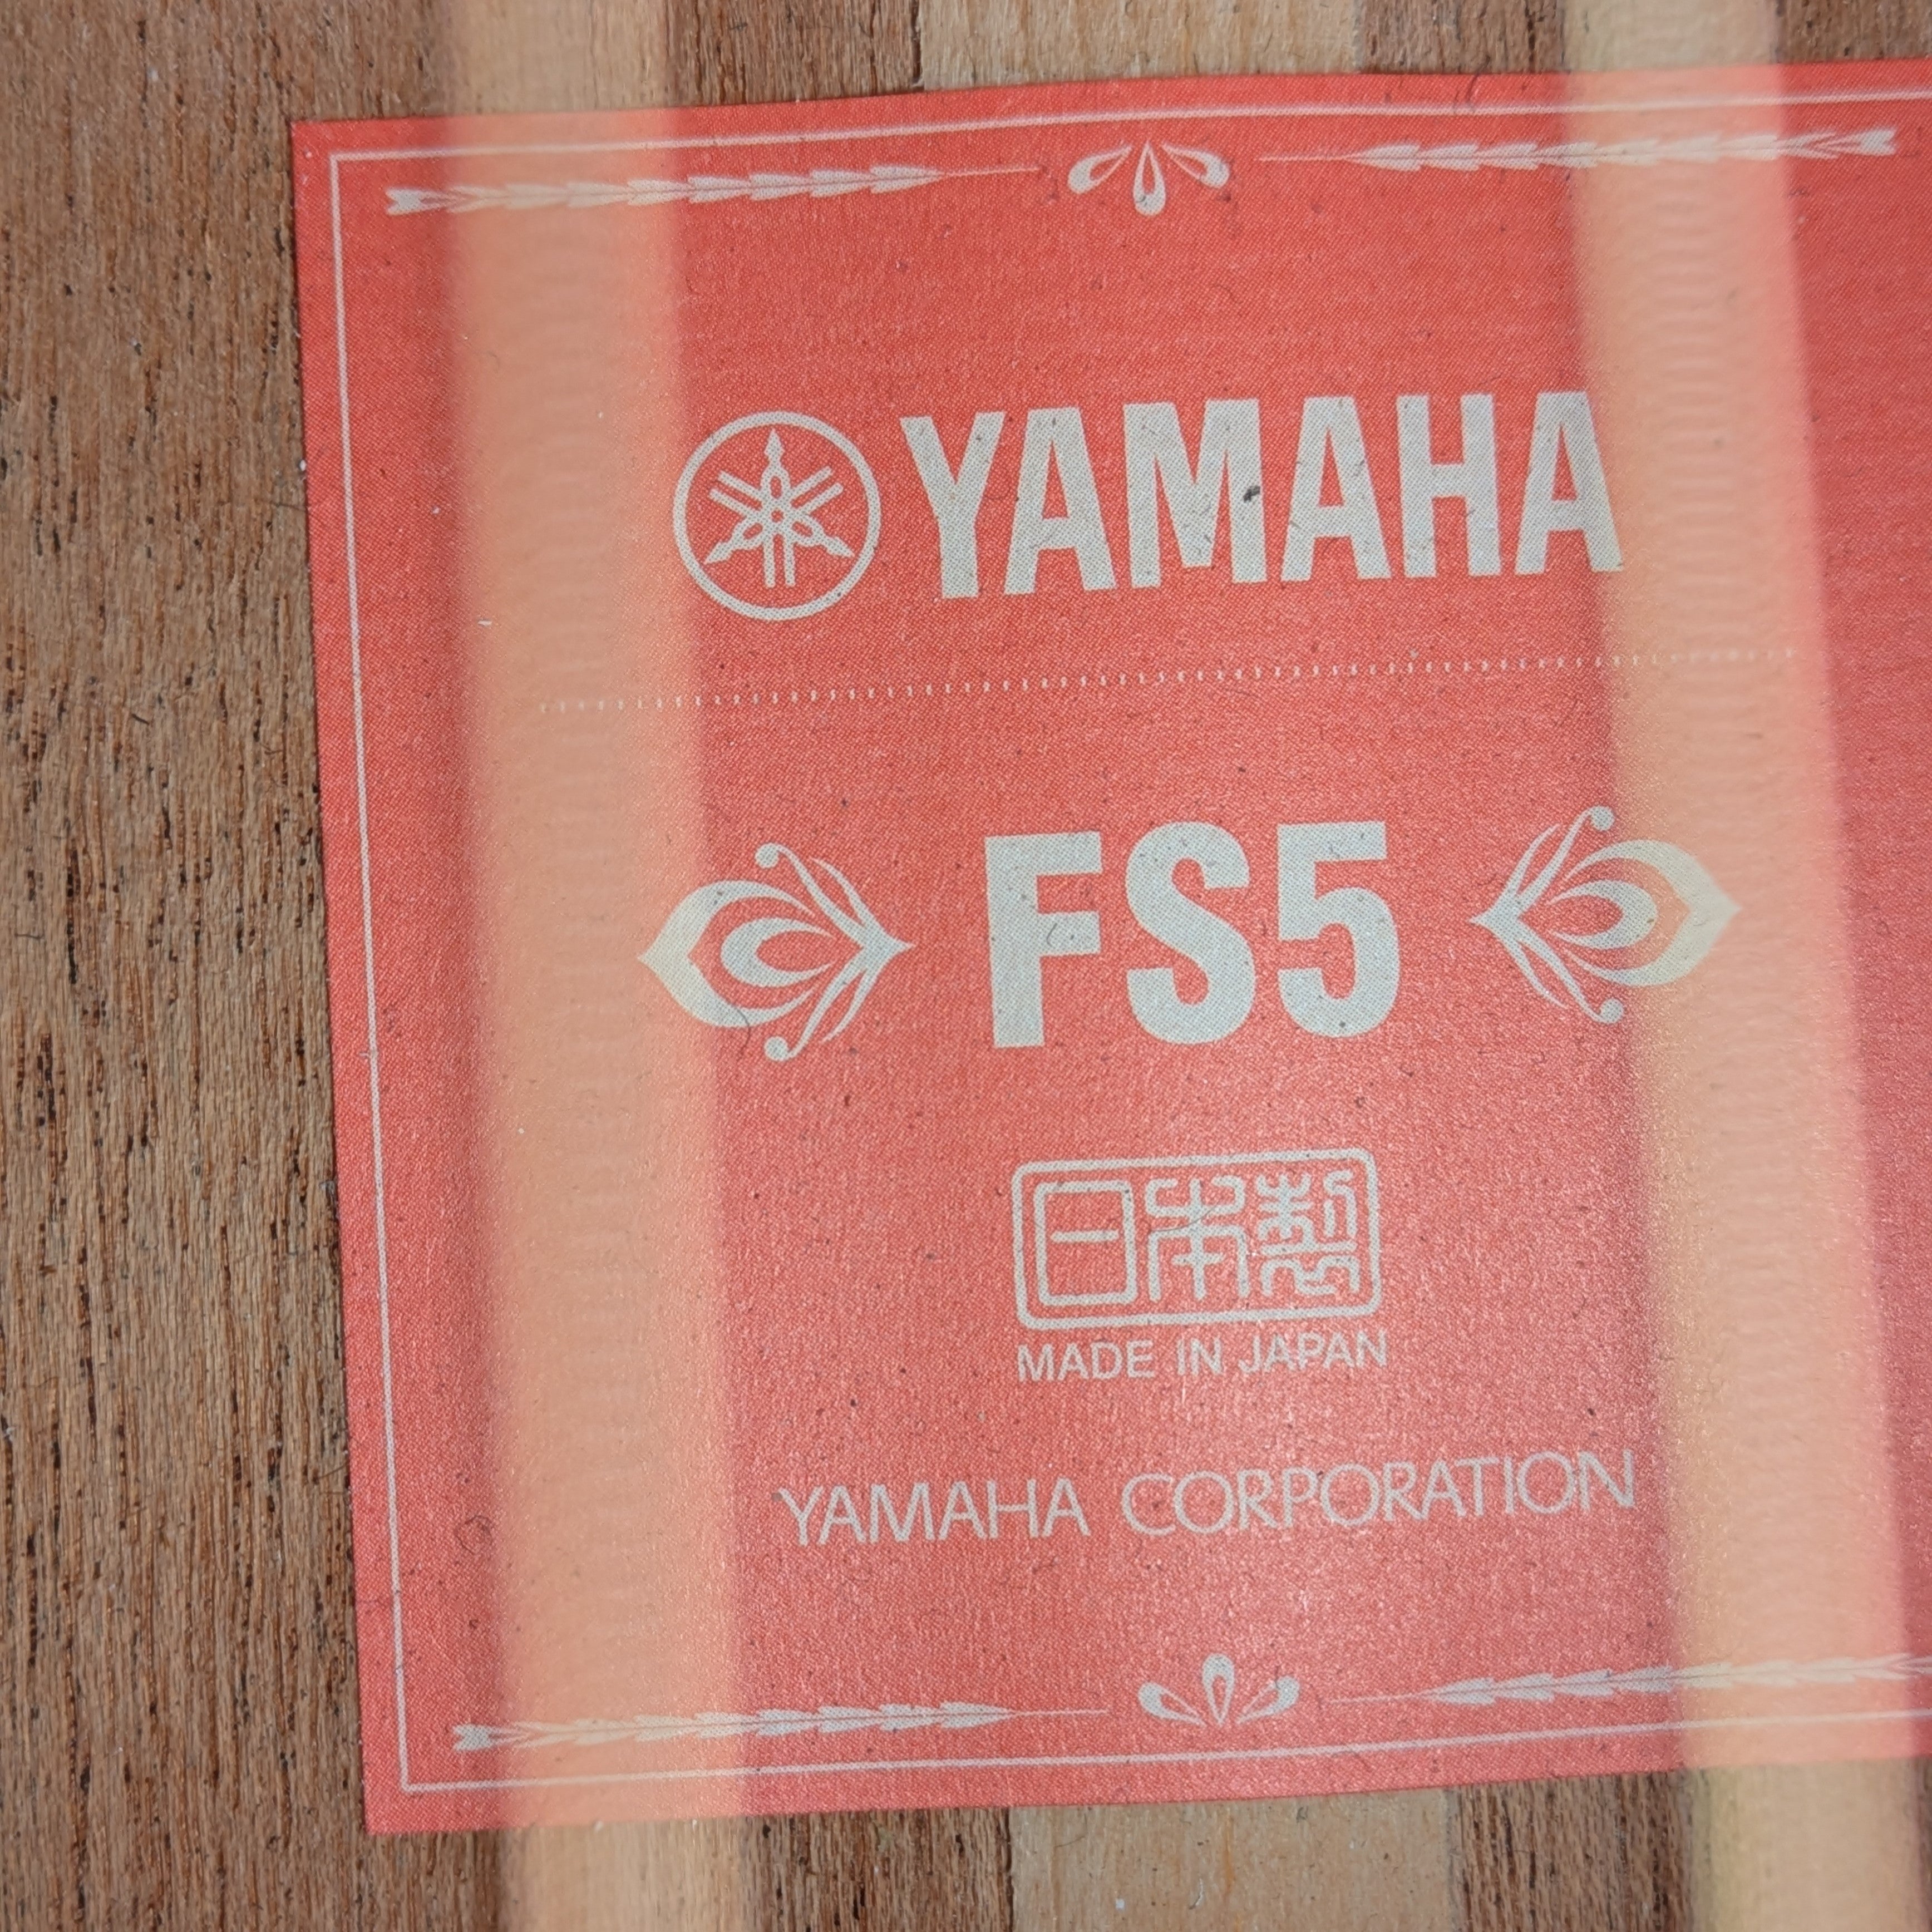 YAMAHA
FS5
日本製
MADE IN JAPAN
YAMAHA CORPORATION